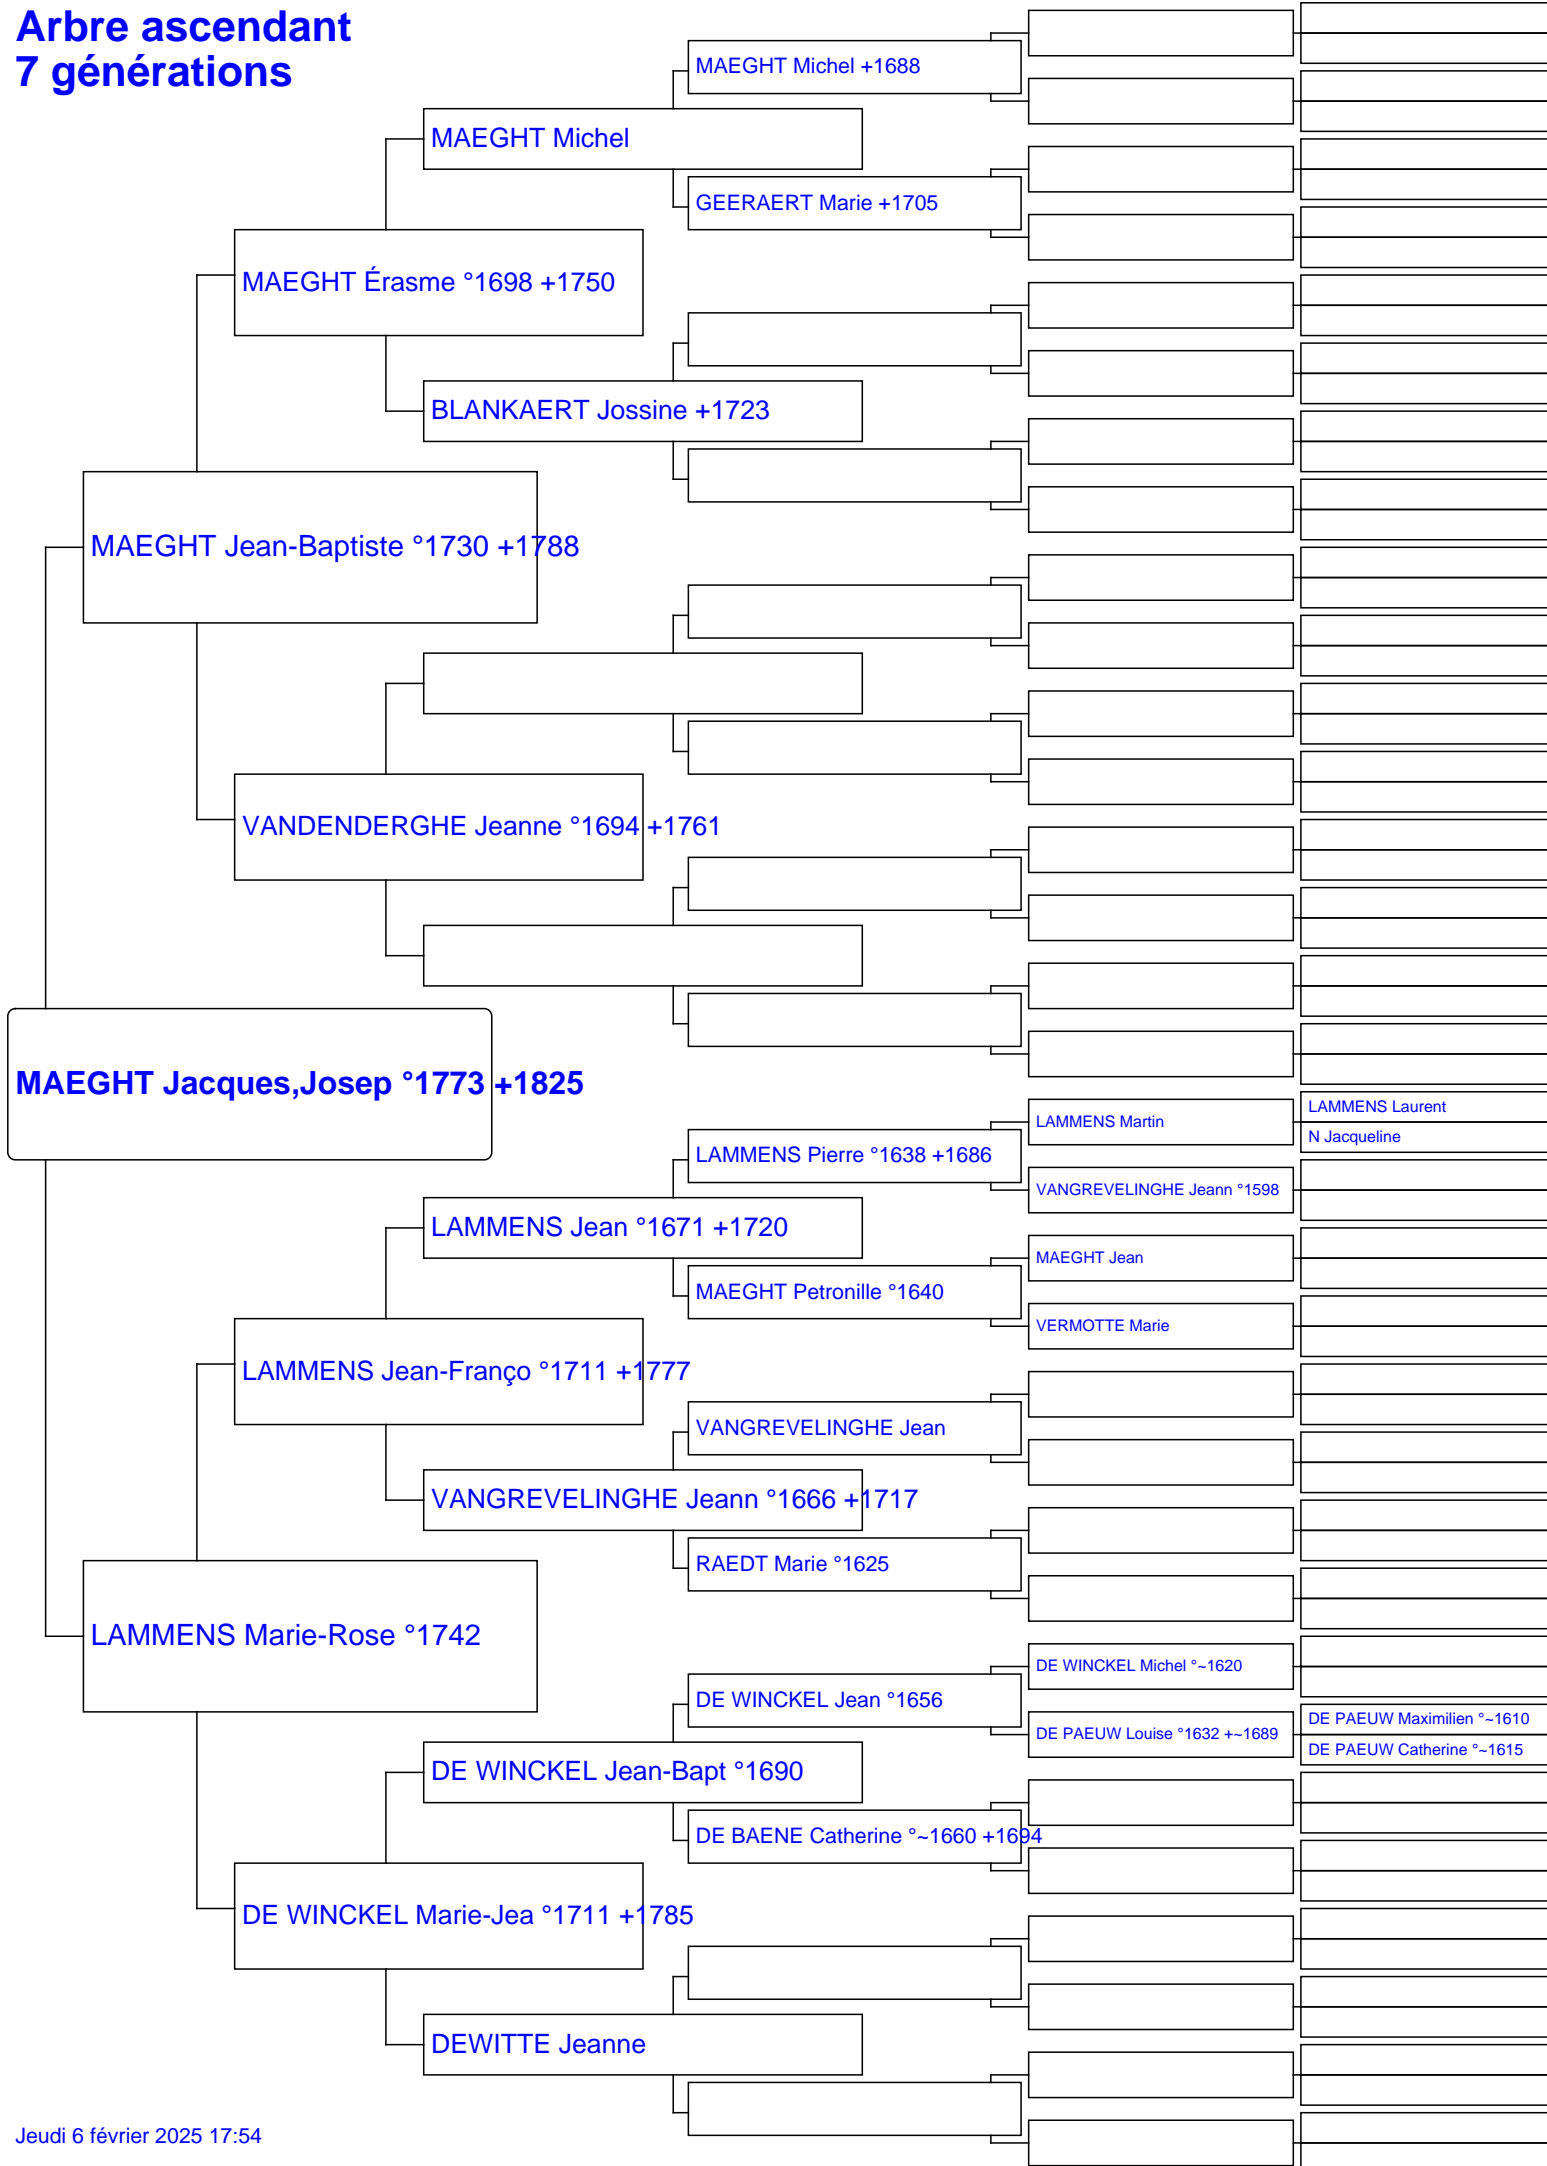 Arbre ascendant
7 générations
MAEGHT Michel +1688
MAEGHT Michel
GEERAERT Marie +1705
MAEGHT Érasme °1698 +1750
BLANKAERT Jossine +1723
MAEGHT Jean-Baptiste °1730 +1788
VANDENDERGHE Jeanne °1694 +1761
MAEGHT Jacques,Josep °1773 +1825
LAMMENS Laurent
LAMMENS Martin
N Jacqueline
LAMMENS Pierre °1638 +1686
VANGREVELINGHE Jeann °1598
LAMMENS Jean °1671 +1720
MAEGHT Jean
MAEGHT Petronille °1640
VERMOTTE Marie
LAMMENS Jean-Franço °1711 +1777
VANGREVELINGHE Jean
VANGREVELINGHE Jeann °1666 +1717
RAEDT Marie °1625
LAMMENS Marie-Rose °1742
DE WINCKEL Michel °~1620
DE WINCKEL Jean °1656
DE PAEUW Maximilien °~1610
DE PAEUW Louise °1632 +~1689
DE PAEUW Catherine °~1615
DE WINCKEL Jean-Bapt °1690
DE BAENE Catherine °~1660 +1694
DE WINCKEL Marie-Jea °1711 +1785
DEWITTE Jeanne
Jeudi 6 février 2025 17:54